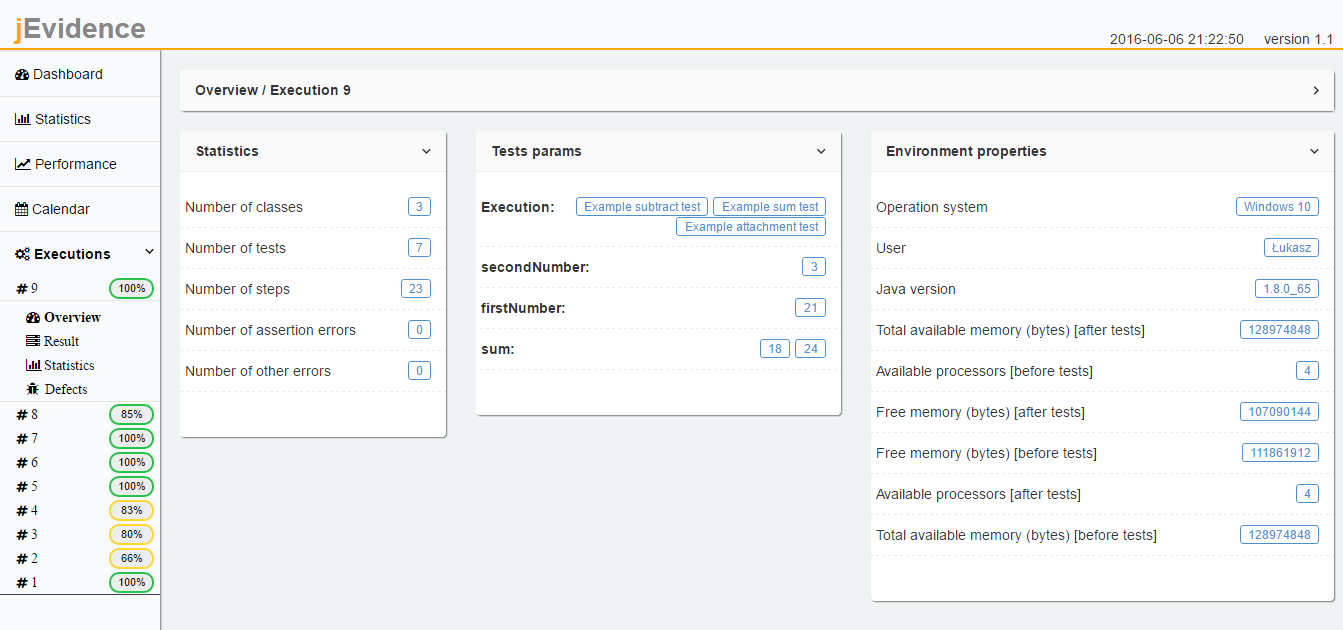 jEvidence
2016-06-06 21:22:50 version 1.1
Dashboard
Statistics
Performance
Calendar
Executions
# 9 100%
Overview
Result
Statistics
Defects
# 8 85%
# 7 100%
# 6 100%
# 5 100%
# 4 83%
# 3 80%
# 2 66%
# 1 100%
Overview / Execution 9
Statistics
Number of classes 3
Number of tests 7
Number of steps 23
Number of assertion errors 0
Number of other errors 0
Tests params
Execution: Example subtract test Example sum test
Example attachment test
secondNumber: 3
firstNumber: 21
sum: 18 24
Environment properties
Operation system Windows 10
User Łukasz
Java version 1.8.0_65
Total available memory (bytes) [after tests] 128974848
Available processors [before tests] 4
Free memory (bytes) [after tests] 107090144
Free memory (bytes) [before tests] 111861912
Available processors [after tests] 4
Total available memory (bytes) [before tests] 128974848